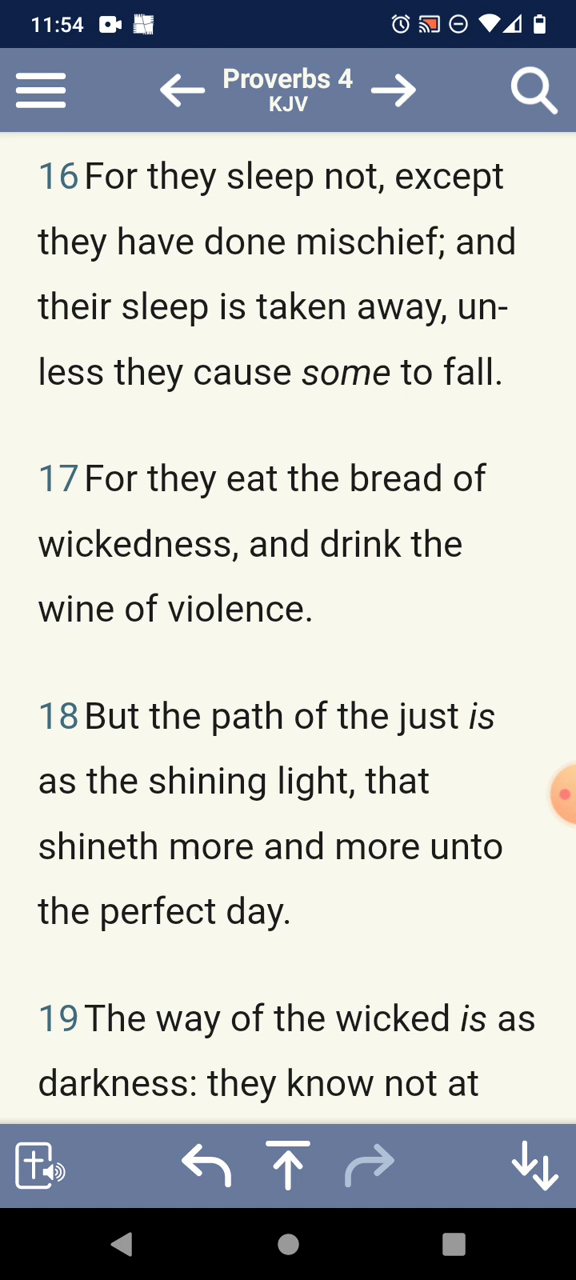 11:54
Proverbs 4
KJV
16 For they sleep not, except
they have done mischief; and
their sleep is taken away, un-
less they cause some to fall.
17 For they eat the bread of
wickedness, and drink the
wine of violence.
18 But the path of the just is
as the shining light, that
shineth more and more unto
the perfect day.
19 The way of the wicked is as
darkness: they know not at